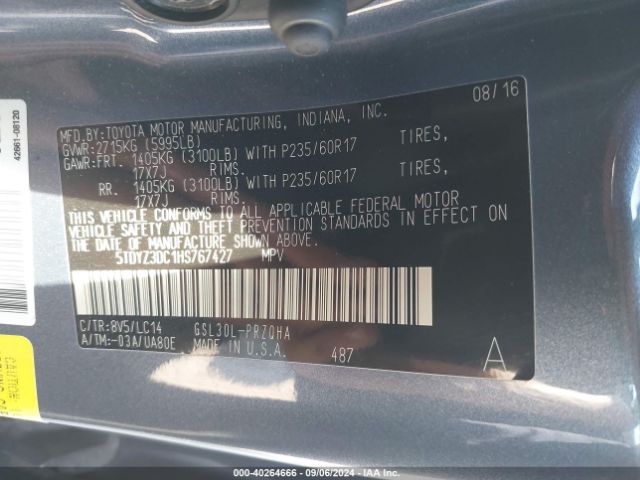 42661-08120
08/16
MFD.BY:TOYOTA MOTOR MANUFACTURING, INDIANA, INC.
GVWR:2715KG (5995LB)
GAWR:FRT. 1405KG (3100LB) WITH P235/60R17 TIRES,
17X7J RIMS.
RR. 1405KG (3100LB) WITH P235/60R17 TIRES,
17X7J RIMS.
THIS VEHICLE CONFORMS TO ALL APPLICABLE FEDERAL MOTOR
VEHICLE SAFETY AND THEFT PREVENTION STANDARDS IN EFFECT ON
THE DATE OF MANUFACTURE SHOWN ABOVE.
5TDYZ3DC1HS767427 MPV
C/TR:8V5/LC14 GSL30L-PRZQHA
A/TM:-03A/UA80E MADE IN U.S.A. 487 A
000-40264666 - 09/06/2024 - IAA Inc.